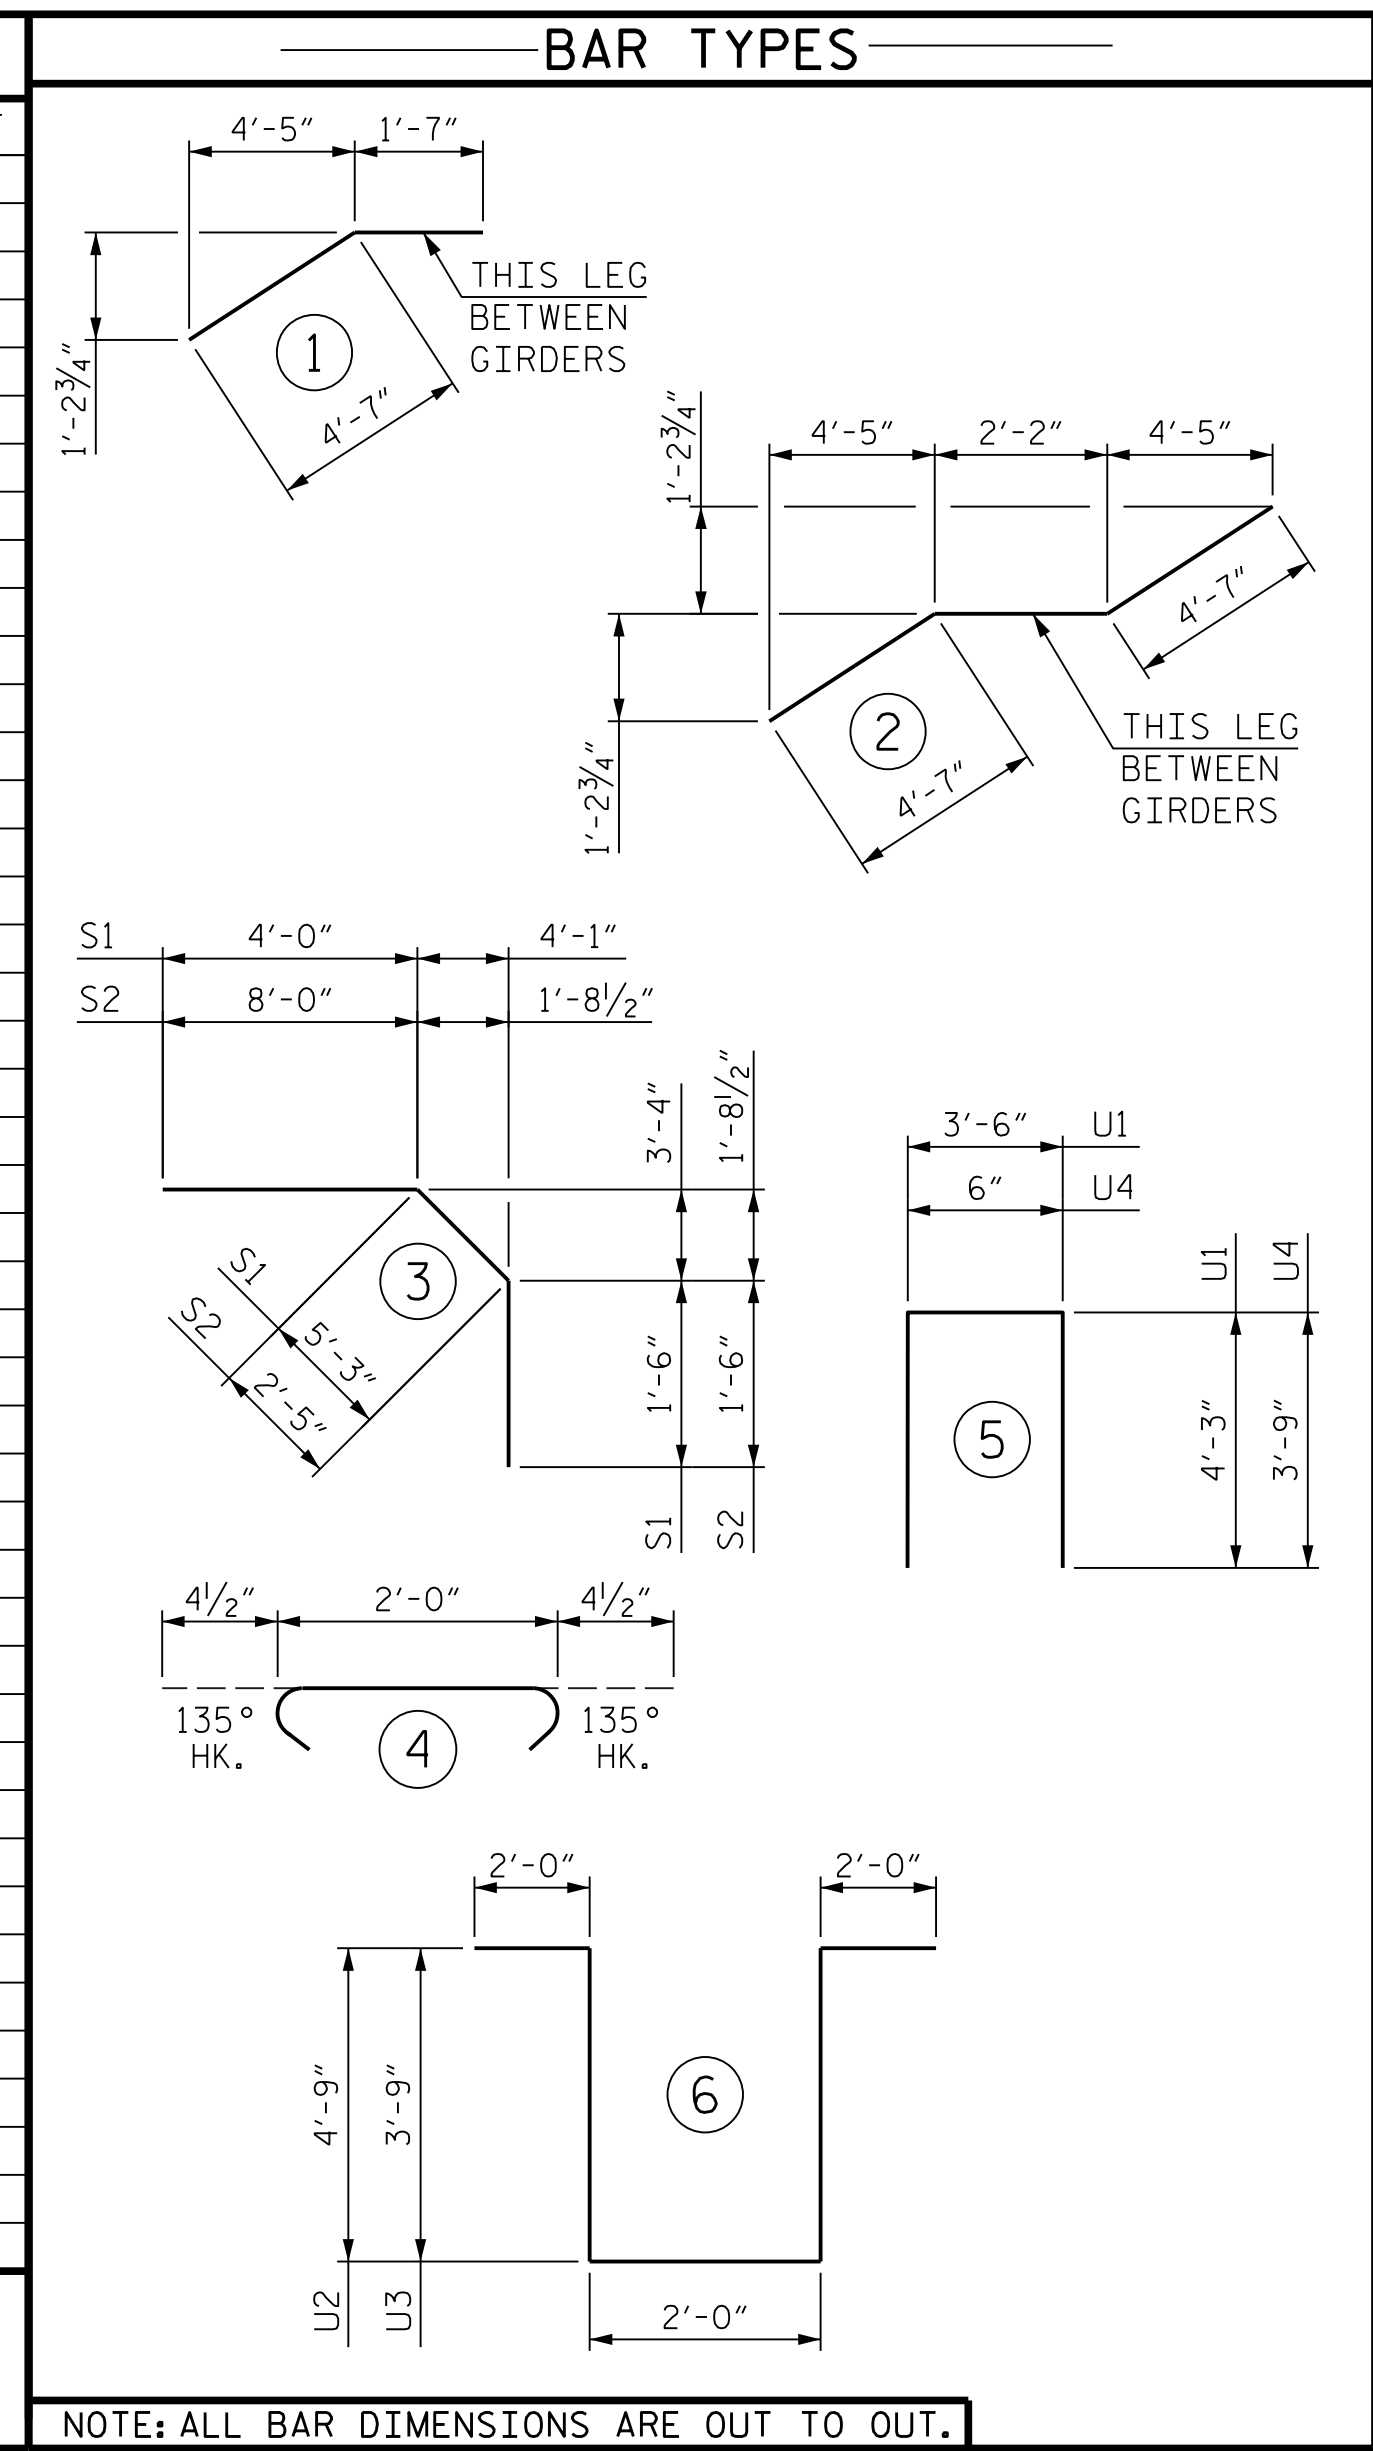 BAR TYPES
4'-5" 1'-7"
1'-2¾"
THIS LEG
BETWEEN
GIRDERS
1
4'-7"
1'-2¾"
4'-5" 2'-2" 4'-5"
4'-7"
1'-2¾"
2
4'-7"
THIS LEG
BETWEEN
GIRDERS
S1 4'-0" 4'-1"
S2 8'-0" 1'-8½"
3'-4" 1'-8½"
3
S1 5'-3"
S2 2'-5"
1'-6" 1'-6"
S1 S2
3'-6" U1
6" U4
U1 U4
5
4'-3" 3'-9"
4½" 2'-0" 4½"
135° 135°
HK. HK.
4
2'-0" 2'-0"
4'-9" 3'-9"
6
U2 U3
2'-0"
NOTE: ALL BAR DIMENSIONS ARE OUT TO OUT.